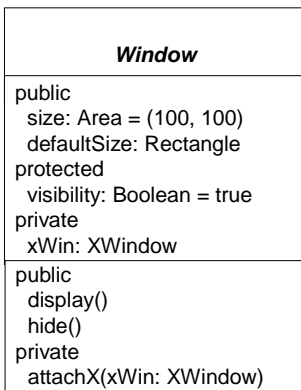 Window
public
size: Area = (100, 100)
defaultSize: Rectangle
protected
visibility: Boolean = true
private
xWin: XWindow
public
display()
hide()
private
attachX(xWin: XWindow)